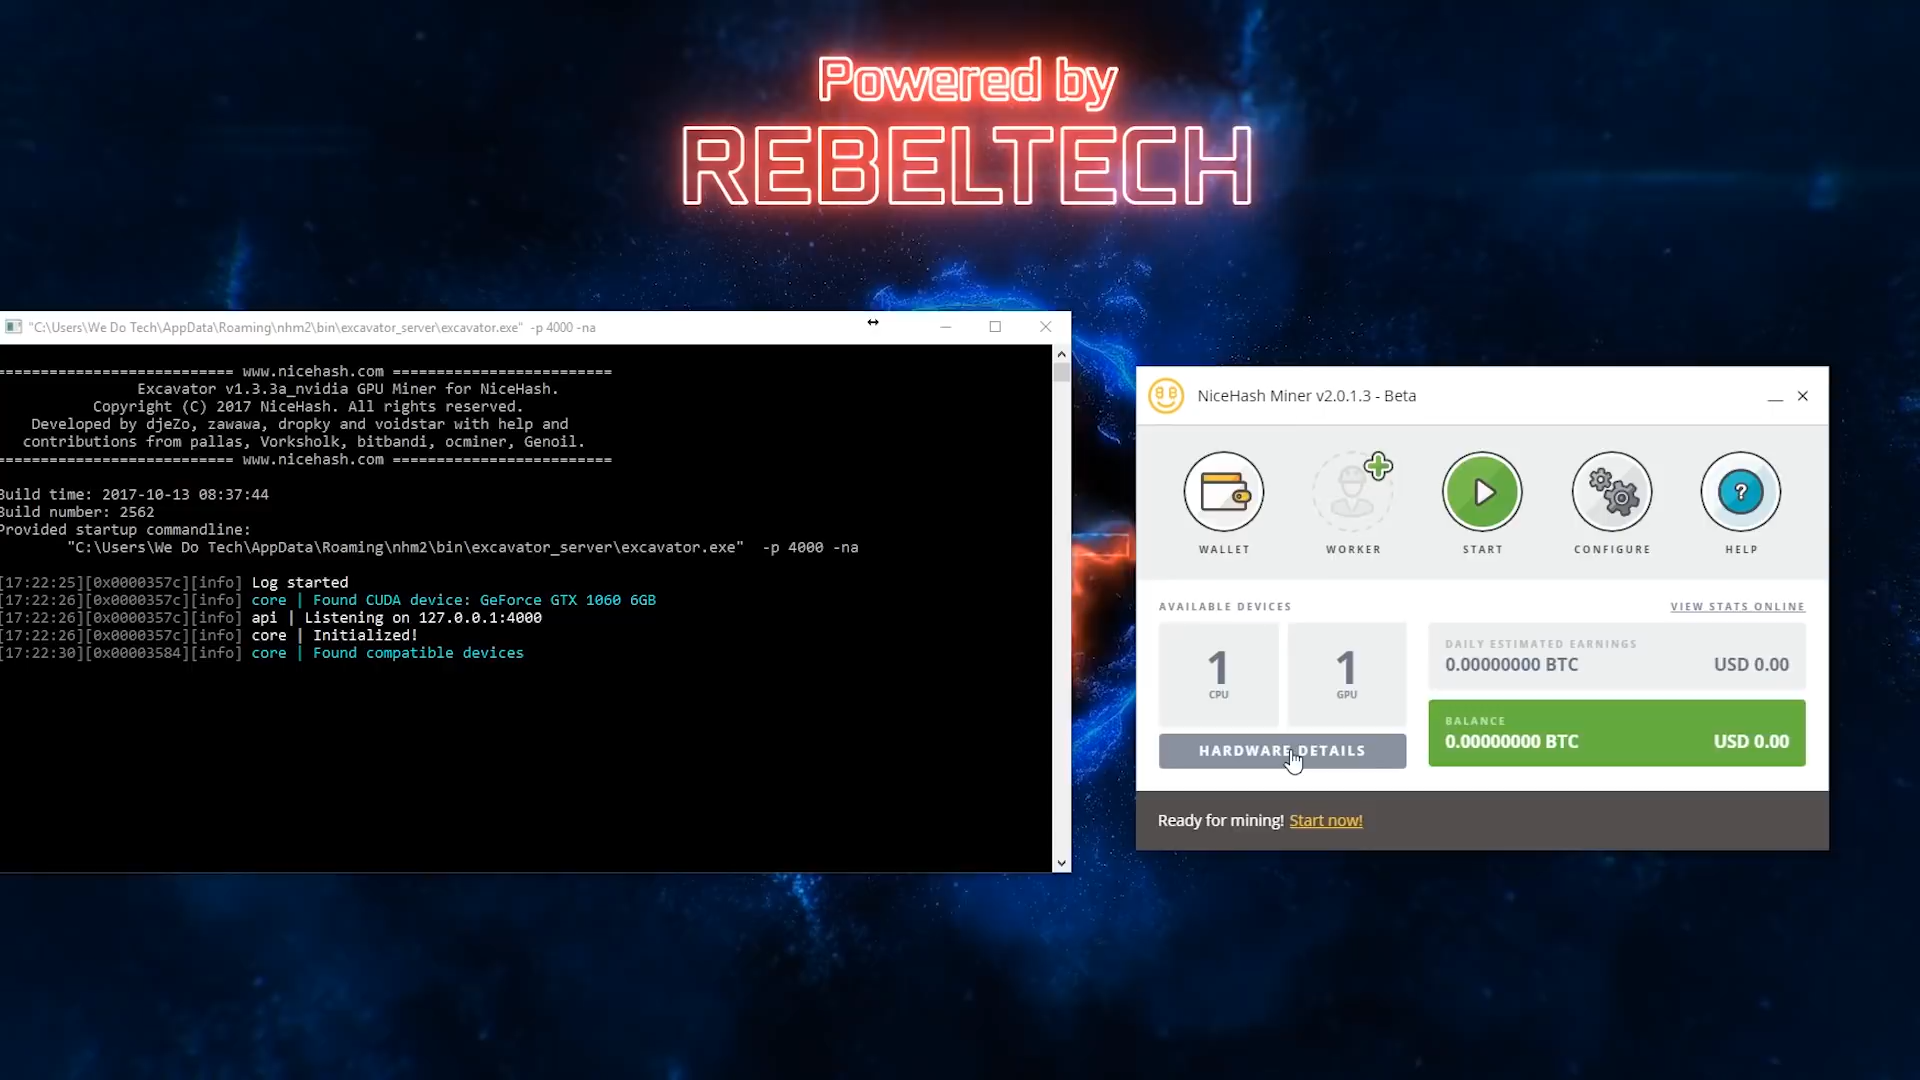 Powered by
REBELTECH
"C:\Users\We Do Tech\AppData\Roaming\nhm2\bin\excavator_server\excavator.exe" -p 4000 -na
=========================== www.nicehash.com =========================
Excavator v1.3.3a_nvidia GPU Miner for NiceHash.
Copyright (C) 2017 NiceHash. All rights reserved.
Developed by djeZo, zawawa, dropky and voidstar with help and
contributions from pallas, Vorksholk, bitbandi, ocminer, Genoil.
=========================== www.nicehash.com =========================
Build time: 2017-10-13 08:37:44
Build number: 2562
Provided startup commandline:
"C:\Users\We Do Tech\AppData\Roaming\nhm2\bin\excavator_server\excavator.exe" -p 4000 -na
[17:22:25][0x0000357c][info] Log started
[17:22:26][0x0000357c][info] core | Found CUDA device: GeForce GTX 1060 6GB
[17:22:26][0x0000357c][info] api | Listening on 127.0.0.1:4000
[17:22:26][0x0000357c][info] core | Initialized!
[17:22:30][0x00003584][info] core | Found compatible devices
NiceHash Miner v2.0.1.3 - Beta
WALLET
WORKER
START
CONFIGURE
?
HELP
AVAILABLE DEVICES
VIEW STATS ONLINE
1
CPU
1
GPU
HARDWARE DETAILS
DAILY ESTIMATED EARNINGS
0.00000000 BTC USD 0.00
BALANCE
0.00000000 BTC USD 0.00
Ready for mining! Start now!